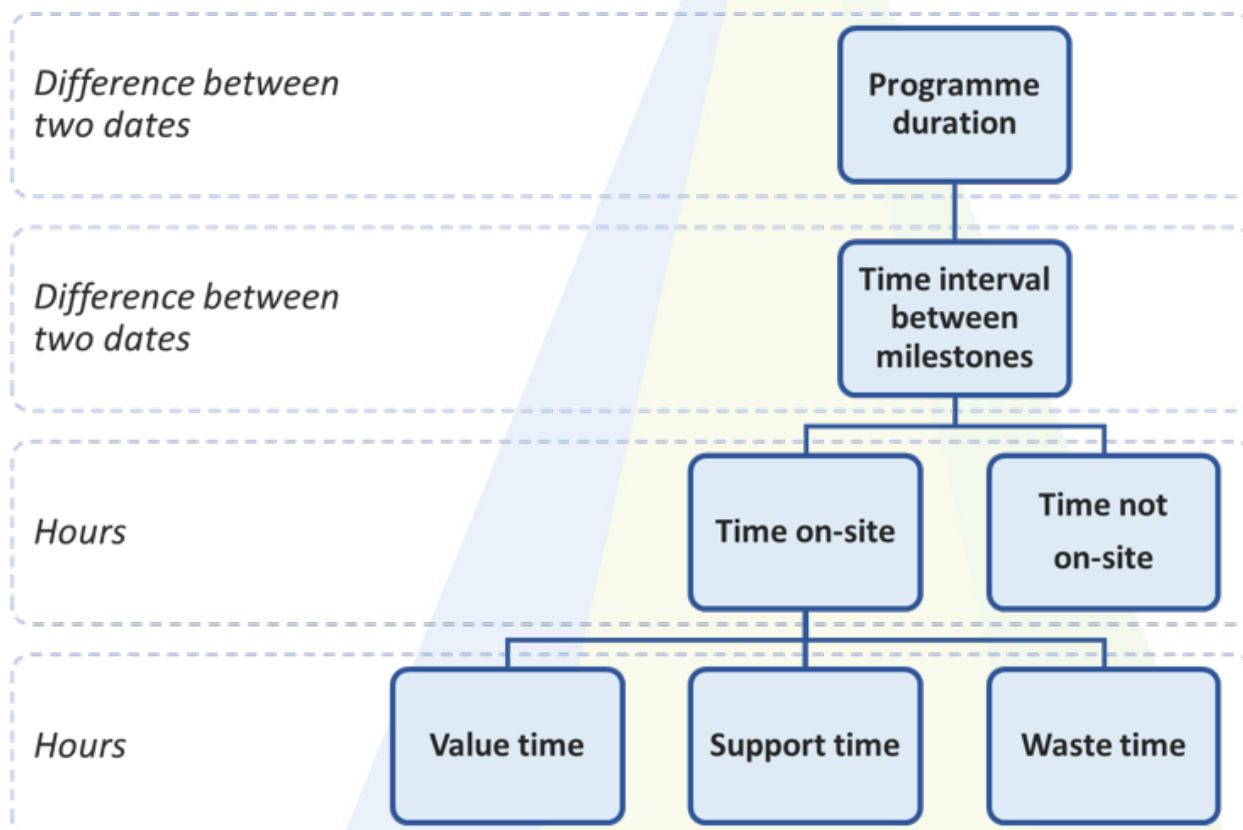 Difference between
two dates
Programme
duration
Difference between
two dates
Time interval
between
milestones
Hours
Time on-site
Time not
on-site
Hours
Value time
Support time
Waste time